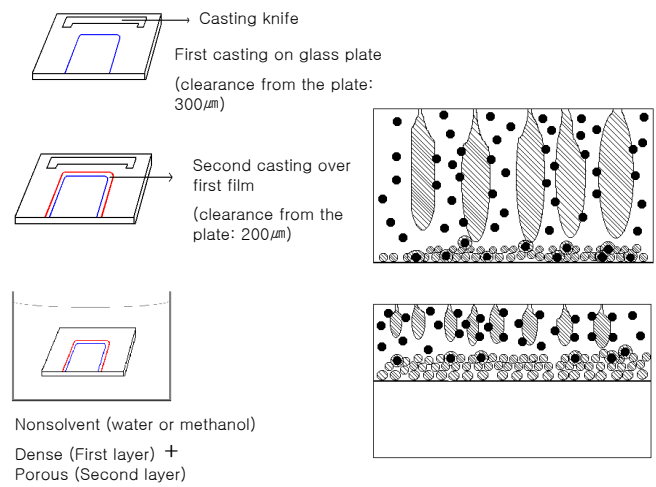 Casting knife
First casting on glass plate
(clearance from the plate:
300㎛)
Second casting over
first film
(clearance from the
plate: 200㎛)
Nonsolvent (water or methanol)
Dense (First layer) +
Porous (Second layer)